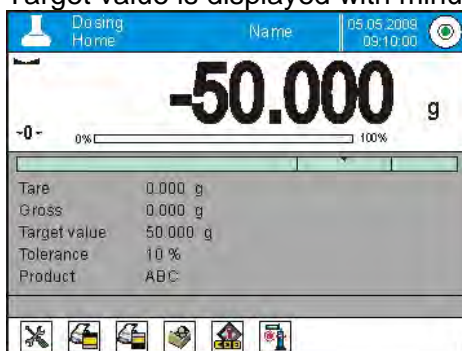 Target value is displayed with minu
Dosing
Home
Name
05.05.2009
09:10:00
-50.000 g
-0-
0% 100%
Tare 0.000 g
Gross 0.000 g
Target value 50.000 g
Tolerance 10 %
Product ABC